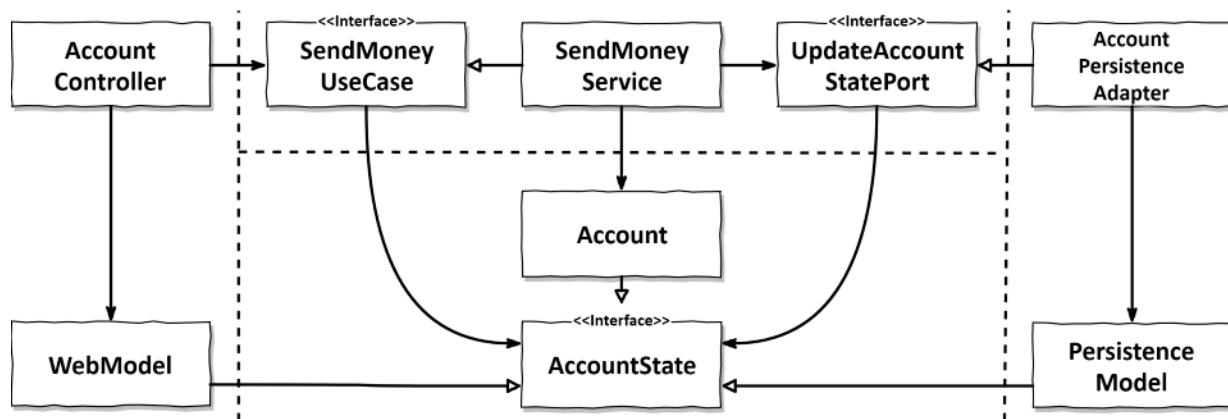 <<Interface>>
<<Interface>>
Account
Controller
SendMoney
UseCase
SendMoney
Service
UpdateAccount
StatePort
Account
Persistence
Adapter
Account
<<Interface>>
WebModel
AccountState
Persistence
Model